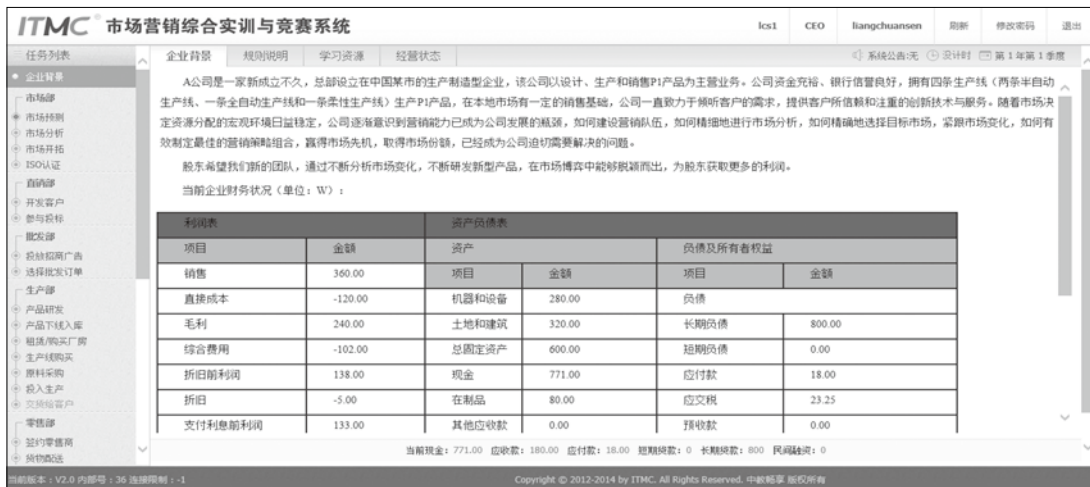 ITMC 市场营销综合实训与竞赛系统
lcs1 CEO liangchuansen 刷新 修改密码 退出
任务列表
企业背景 规则说明 学习资源 经营状态
系统公告:无 设计时 第 1 年第 1 季度
企业背景
市场部
市场预测
市场分析
市场开拓
ISO认证
直销部
开发客户
参与投标
批发部
投放招商广告
选择批发订单
生产部
产品研发
产品下线入库
租赁/购买厂房
生产线购买
原料采购
投入生产
交货给客户
零售部
签约零售商
货物配送
A公司是一家新成立不久，总部设立在中国某市的生产制造型企业，该公司以设计、生产和销售P1产品为主营业务。公司资金充裕、银行信誉良好，拥有四条生产线（两条半自动
生产线、一条全自动生产线和一条柔性生产线）生产P1产品，在本地市场有一定的销售基础，公司一直致力于倾听客户的需求，提供客户所信赖和注重的创新技术与服务。随着市场决
定资源分配的宏观环境日益稳定，公司逐渐意识到营销能力已成为公司发展的瓶颈，如何建设营销队伍，如何精细地进行市场分析，如何精确地选择目标市场，紧跟市场变化，如何有
效制定最佳的营销策略组合，赢得市场先机，取得市场份额，已经成为公司迫切需要解决的问题。
股东希望我们新的团队，通过不断分析市场变化，不断研发新型产品，在市场博弈中能够脱颖而出，为股东获取更多的利润。
当前企业财务状况（单位：W）：
利润表 资产负债表
项目 金额 资产 负债及所有者权益
销售 360.00 项目 金额 项目 金额
直接成本 -120.00 机器和设备 280.00 负债
毛利 240.00 土地和建筑 320.00 长期负债 800.00
综合费用 -102.00 总固定资产 600.00 短期负债 0.00
折旧前利润 138.00 现金 771.00 应付款 18.00
折旧 -5.00 在制品 80.00 应交税 23.25
支付利息前利润 133.00 其他应收款 0.00 预收款 0.00
当前现金：771.00 应收款：180.00 应付款：18.00 短期贷款：0 长期贷款：800 民间融资：0
当前版本：V2.0 内部号：36 连接限制：-1
Copyright © 2012-2014 by ITMC. All Rights Reserved. 中教畅享 版权所有